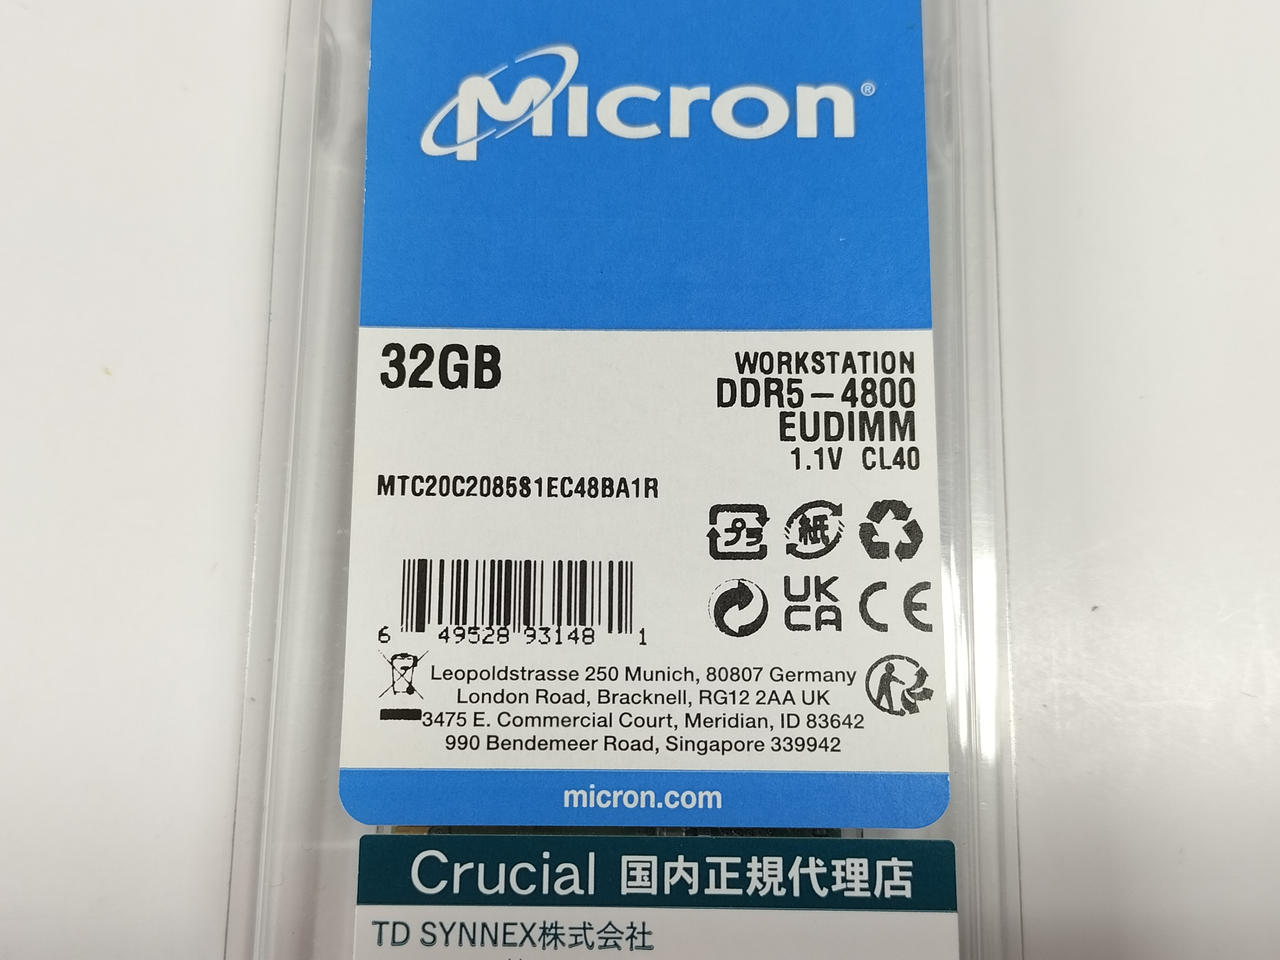 Micron®
32GB
WORKSTATION
DDR5-4800
EUDIMM
1.1V CL40
MTC20C2085S1EC48BA1R
プラ
紙
UK
CA
CE
6 49528 93148 1
Leopoldstrasse 250 Munich, 80807 Germany
London Road, Bracknell, RG12 2AA UK
3475 E. Commercial Court, Meridian, ID 83642
990 Bendemeer Road, Singapore 339942
micron.com
Crucial 国内正規代理店
TD SYNNEX株式会社